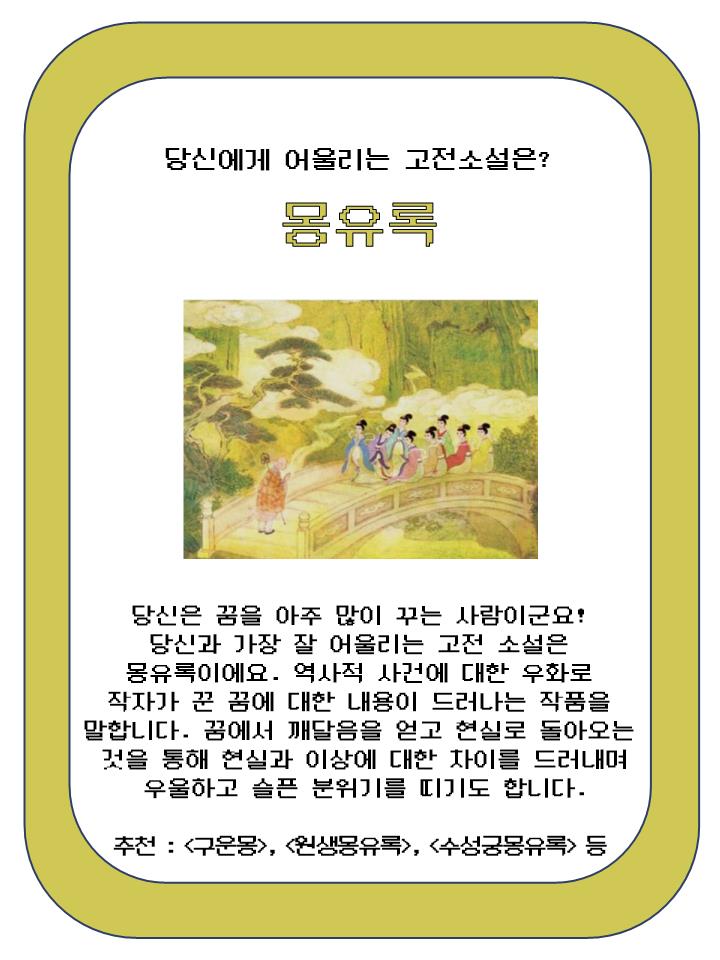 당신에게 어울리는 고전소설은?
몽유록
당신은 꿈을 아주 많이 꾸는 사람이군요!
당신과 가장 잘 어울리는 고전 소설은
몽유록이에요. 역사적 사건에 대한 우화로
작자가 꾼 꿈에 대한 내용이 드러나는 작품을
말합니다. 꿈에서 깨달음을 얻고 현실로 돌아오는
것을 통해 현실과 이상에 대한 차이를 드러내며
우울하고 슬픈 분위기를 띠기도 합니다.
추천 : <구운몽>, <원생몽유록>, <수성궁몽유록> 등